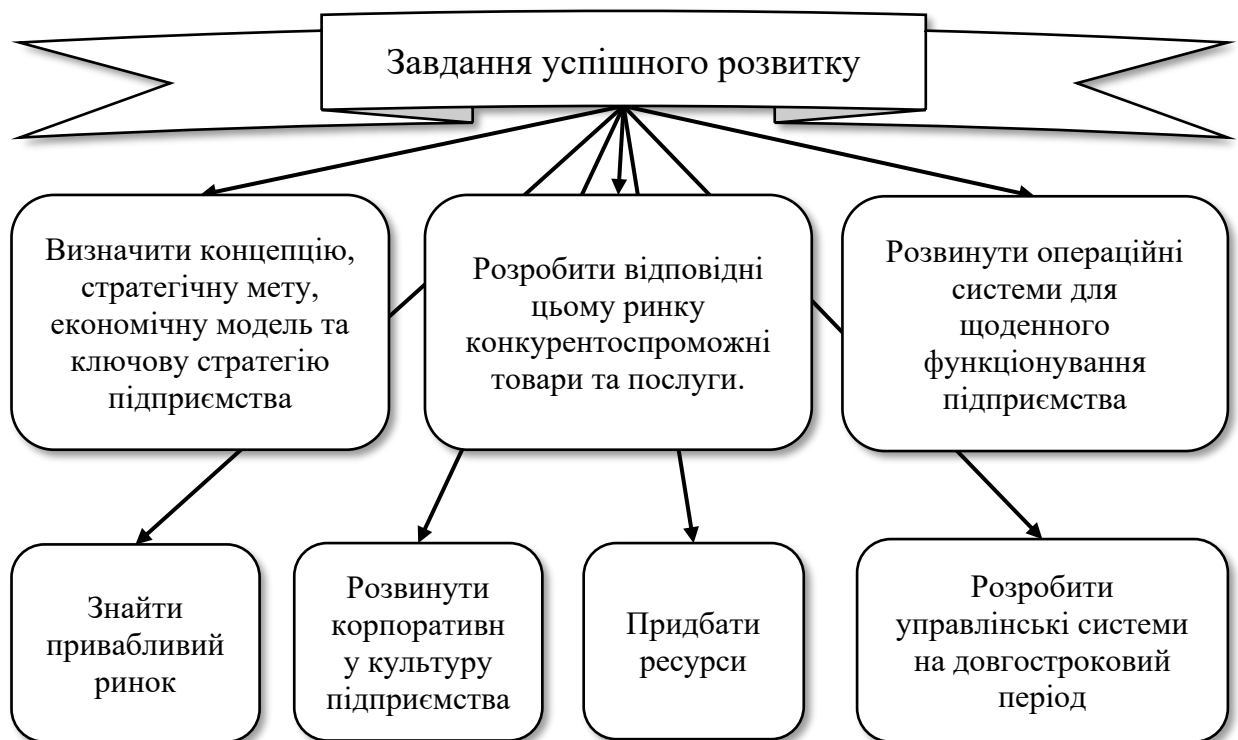 Завдання успішного розвитку
Визначити концепцію,
стратегічну мету,
економічну модель та
ключову стратегію
підприємства
Розробити відповідні
цьому ринку
конкурентоспроможні
товари та послуги.
Розвинути операційні
системи для
щоденного
функціонування
підприємства
Знайти
привабливий
ринок
Розвинути
корпоративн
у культуру
підприємства
Придбати
ресурси
Розробити
управлінські системи
на довгостроковий
період